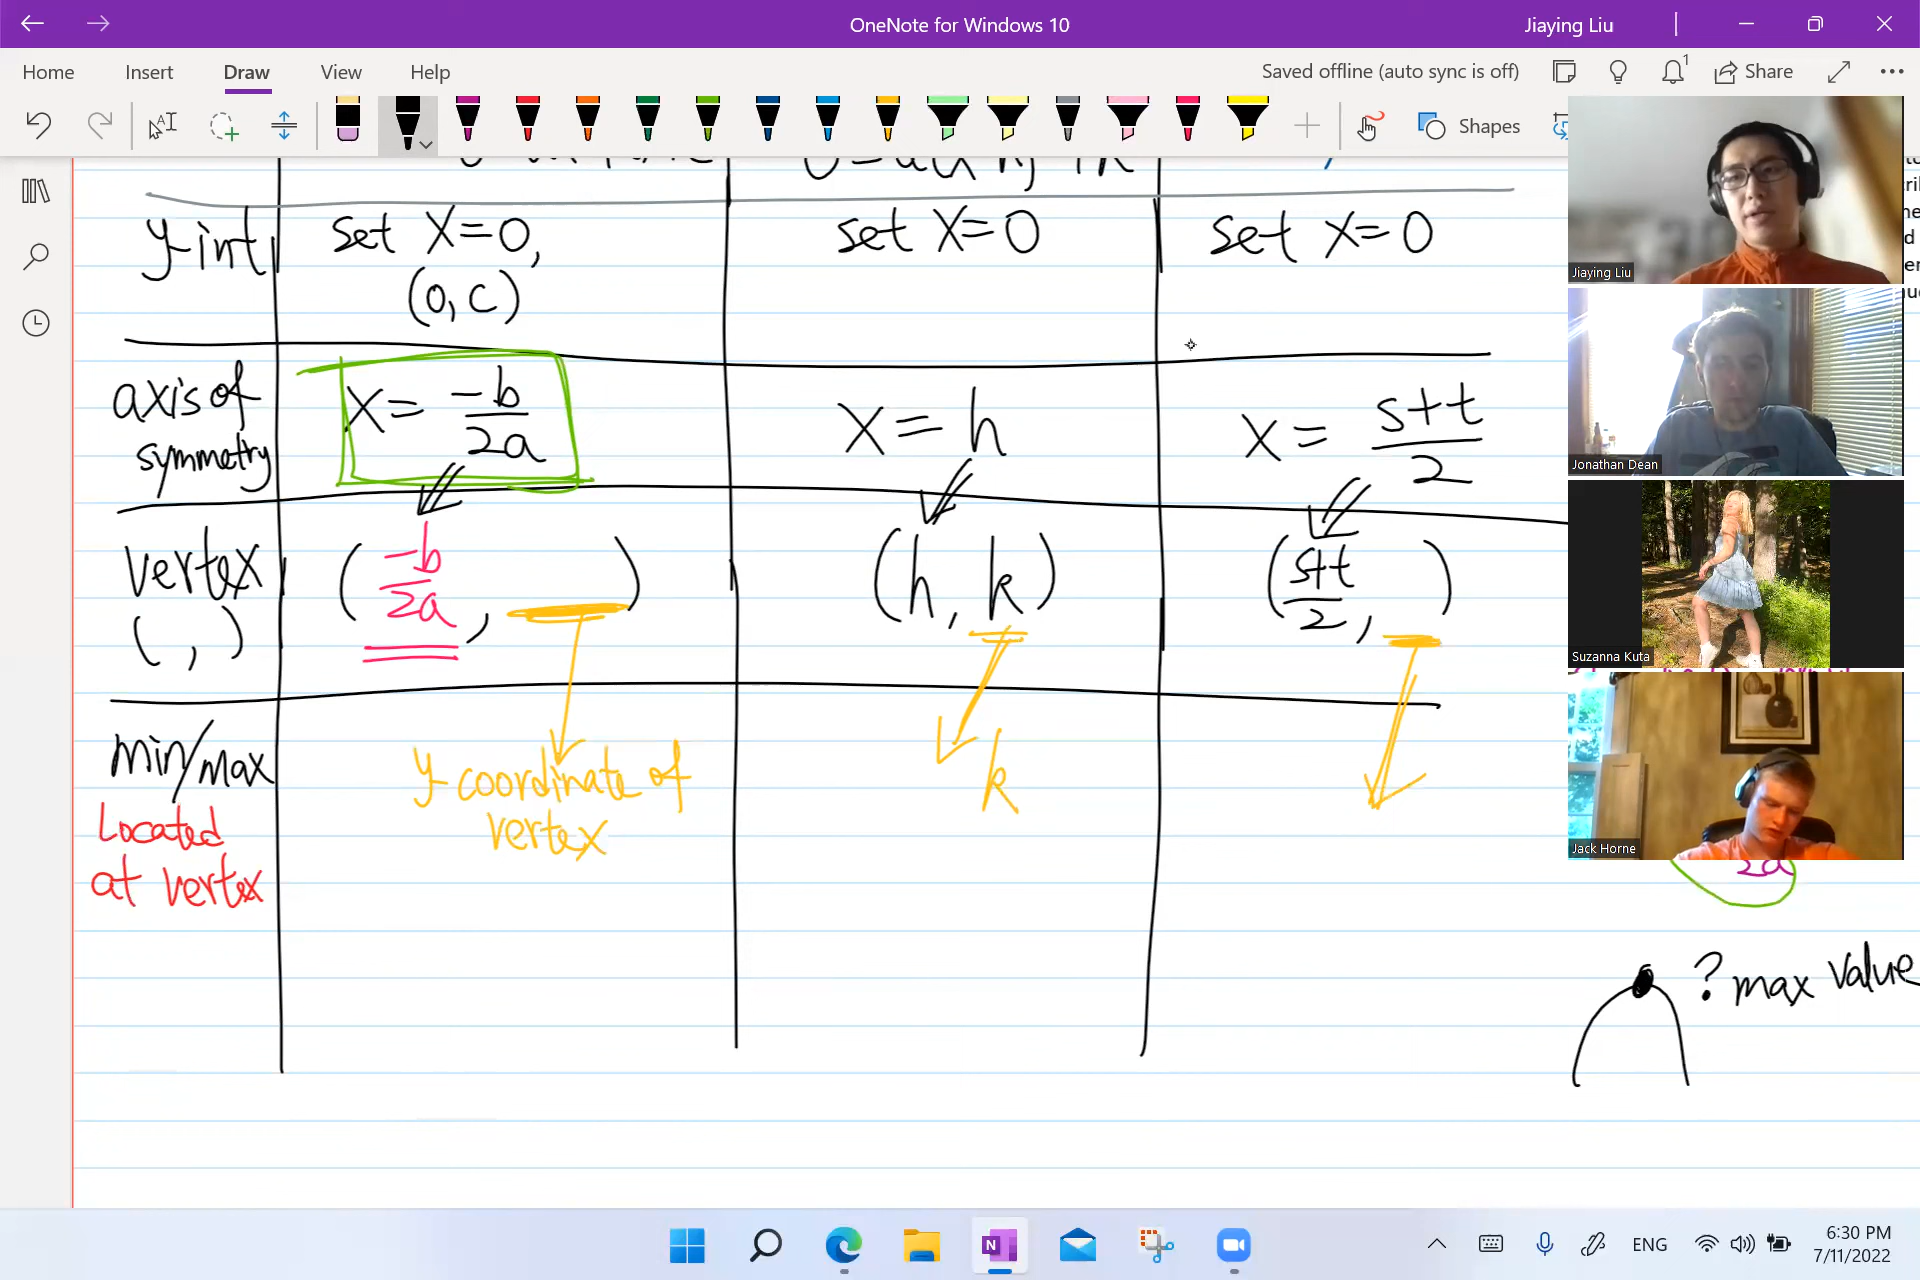 OneNote for Windows 10
Jiaying Liu
Home Insert Draw View Help
Saved offline (auto sync is off)
1
Share
Shapes
y-int
set x=0,
(0,c)
set x=0
set x=0
axis of
symmetry
x= -b/2a
x= h
x= s+t/2
vertex
( , )
( -b/2a , )
(h, k)
( s+t/2 , )
min/max
Located
at vertex
y-coordinate of
vertex
k
2a
? max value
Jiaying Liu
Jonathan Dean
Suzanna Kuta
Jack Horne
ENG
6:30 PM
7/11/2022